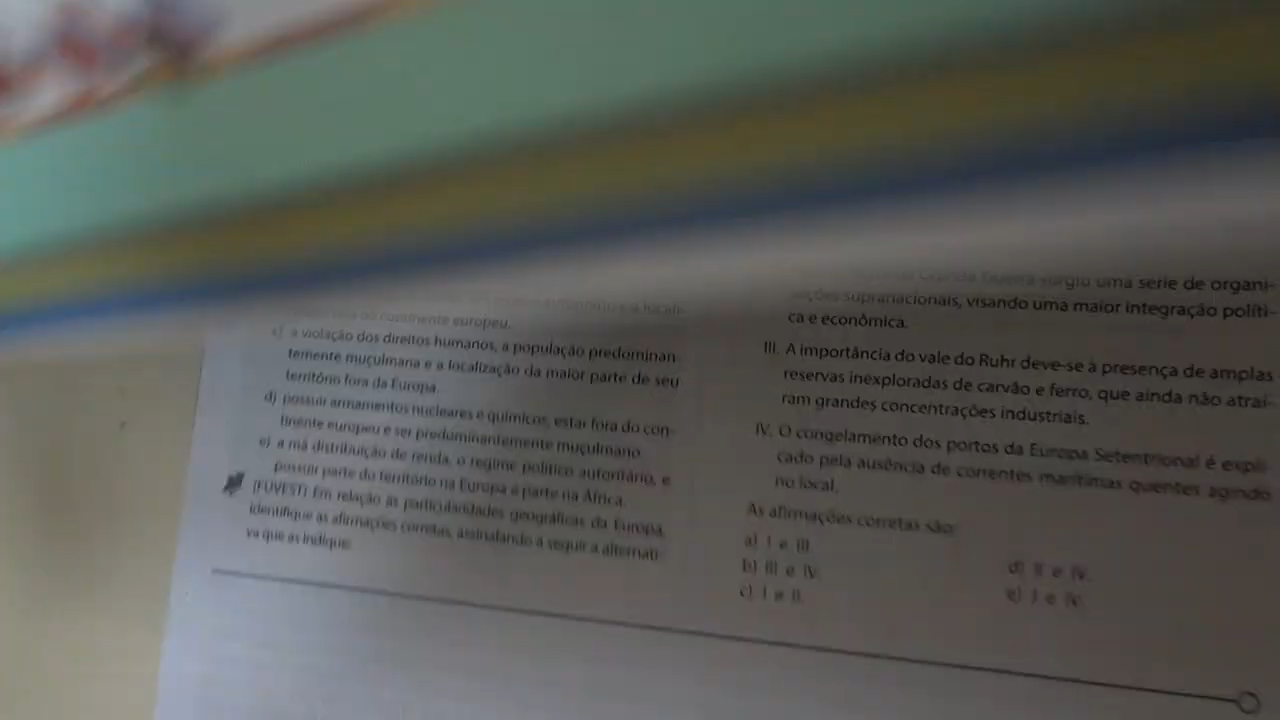 continente europeu.
c) a violação dos direitos humanos, a população predominan-
temente muçulmana e a localização da maior parte de seu
território fora da Europa.
d) possuir armamentos nucleares e químicos, estar fora do con-
tinente europeu e ser predominantemente muçulmano.
e) a má distribuição de renda, o regime político autoritário, e
possuir parte do território na Europa e parte na África.
(FUVEST) Em relação às particularidades geográficas da Europa,
identifique as afirmações corretas, assinalando a seguir a alternati-
va que as indique:
Guerra surgiu uma série de organi-
supranacionais, visando uma maior integração políti-
ca e econômica.
III. A importância do vale do Ruhr deve-se à presença de amplas
reservas inexploradas de carvão e ferro, que ainda não atraí-
ram grandes concentrações industriais.
IV. O congelamento dos portos da Europa Setentrional é expli-
cado pela ausência de correntes marítimas quentes agindo
no local.
As afirmações corretas são:
a) I e III.
b) III e IV.
c) I e II.
d) II e IV.
e) I e IV.